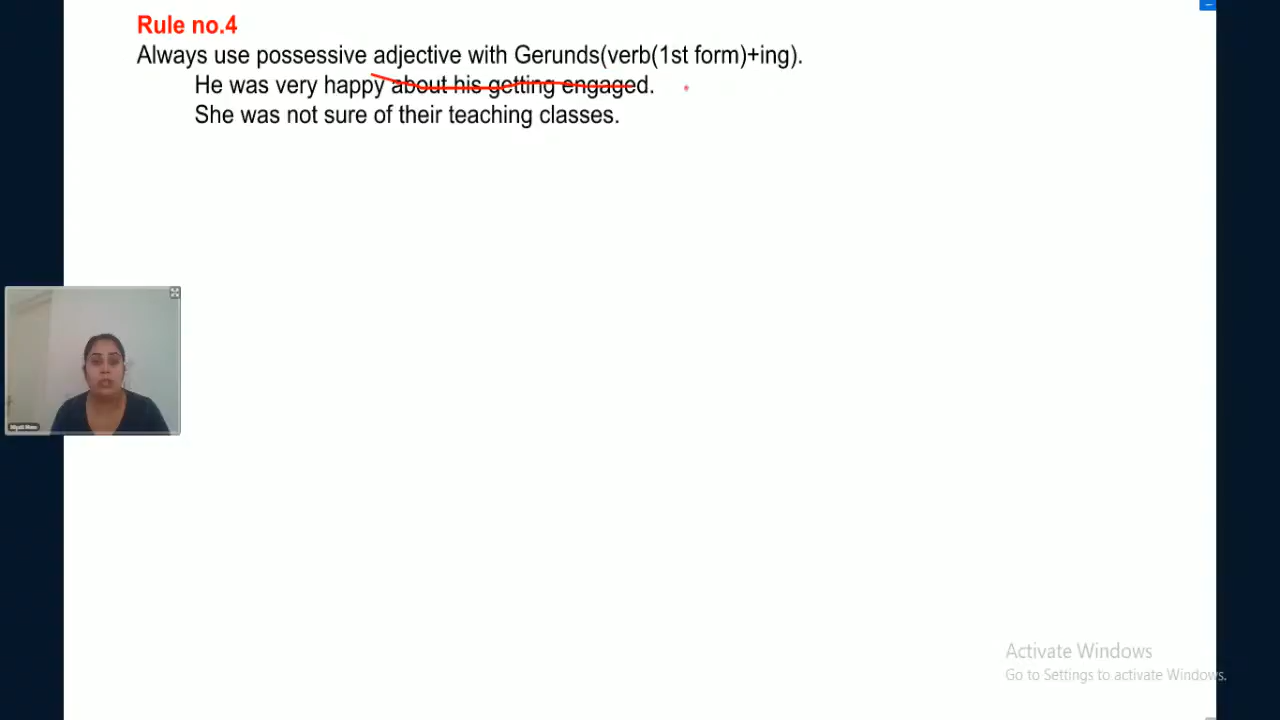 Rule no.4
Always use possessive adjective with Gerunds(verb(1st form)+ing).
He was very happy about his getting engaged.
She was not sure of their teaching classes.
Activate Windows
Go to Settings to activate Windows.